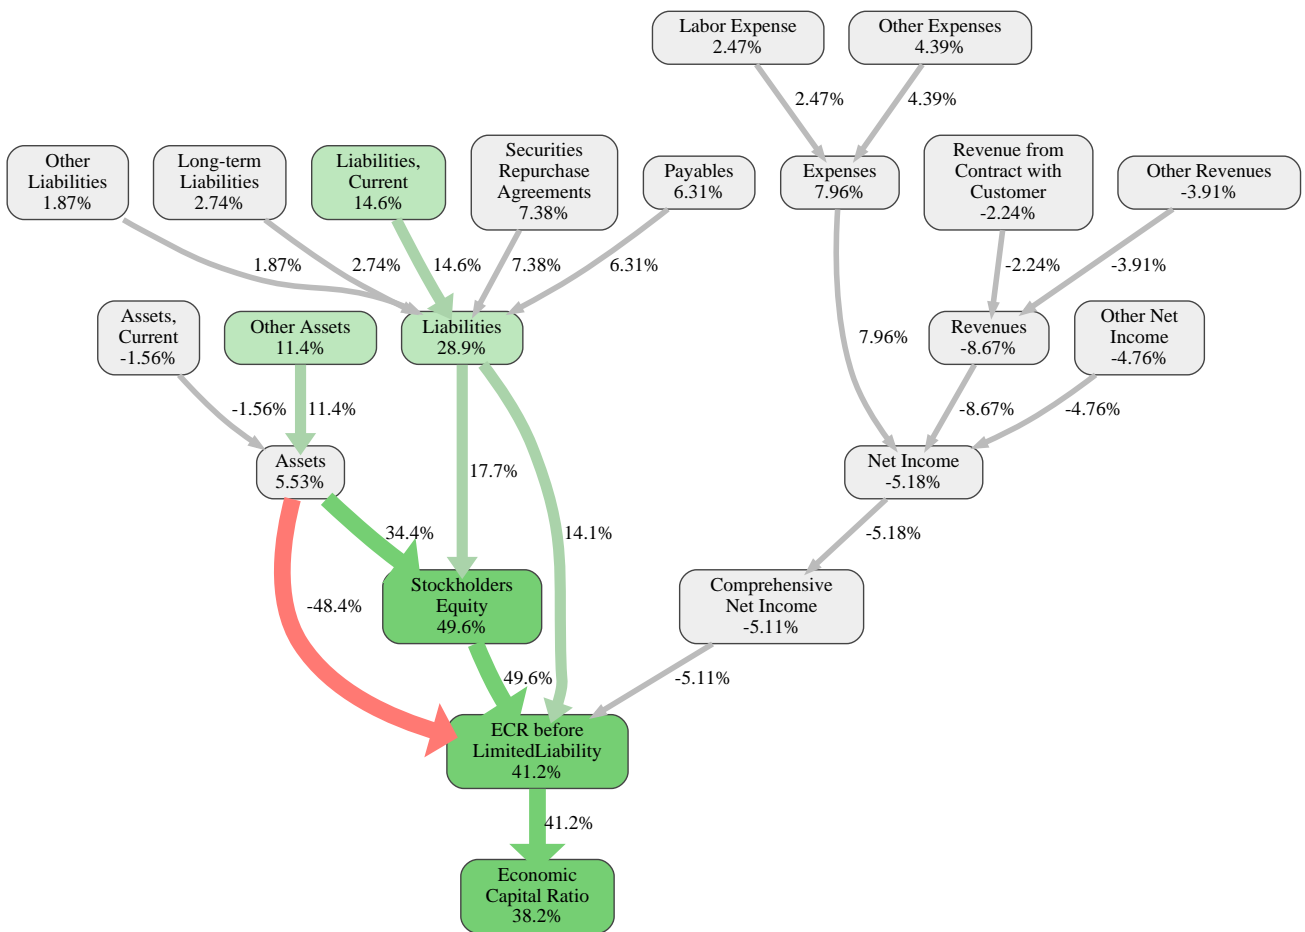 Labor Expense
2.47%
Other Expenses
4.39%
2.47%
4.39%
Other
Liabilities
1.87%
Long-term
Liabilities
2.74%
Liabilities,
Current
14.6%
Securities
Repurchase
Agreements
7.38%
Payables
6.31%
Expenses
7.96%
Revenue from
Contract with
Customer
-2.24%
Other Revenues
-3.91%
1.87%
2.74%
14.6%
7.38%
6.31%
-2.24%
-3.91%
Assets,
Current
-1.56%
Other Assets
11.4%
Liabilities
28.9%
7.96%
Revenues
-8.67%
Other Net
Income
-4.76%
-1.56%
11.4%
-8.67%
-4.76%
Assets
5.53%
17.7%
Net Income
-5.18%
34.4%
14.1%
-5.18%
Stockholders
Equity
49.6%
-48.4%
Comprehensive
Net Income
-5.11%
49.6%
-5.11%
ECR before
LimitedLiability
41.2%
41.2%
Economic
Capital Ratio
38.2%